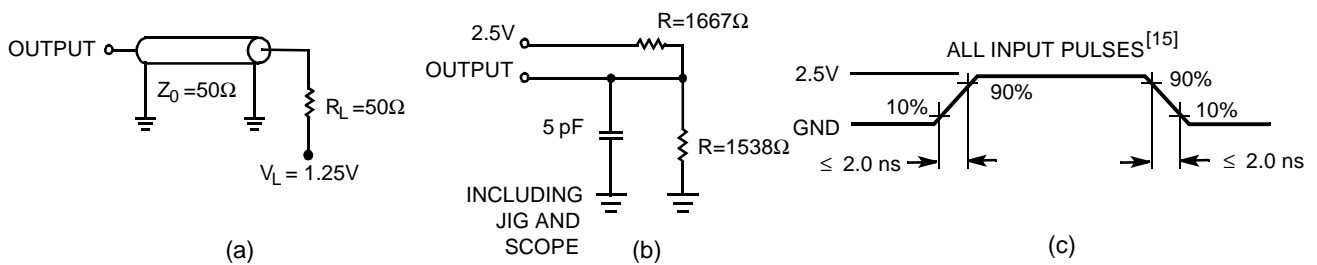 OUTPUT
Z0 =50Ω
RL =50Ω
VL = 1.25V
(a)
R=1667Ω
2.5V
OUTPUT
5 pF
R=1538Ω
INCLUDING
JIG AND
SCOPE
(b)
ALL INPUT PULSES[15]
2.5V
90%
90%
10%
10%
GND
≤ 2.0 ns
≤ 2.0 ns
(c)